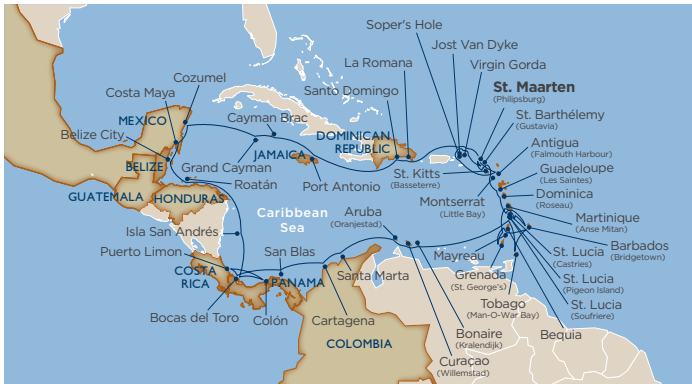 Soper's Hole
Jost Van Dyke
Virgin Gorda
La Romana
Cozumel
St. Maarten
(Philipsburg)
Costa Maya
Santo Domingo
St. Barthélemy
(Gustavia)
MEXICO
Cayman Brac
DOMINICAN
REPUBLIC
Belize City
Antigua
(Falmouth Harbour)
JAMAICA
BELIZE
Grand Cayman
St. Kitts
(Basseterre)
Guadeloupe
(Les Saintes)
Roatán
Port Antonio
GUATEMALA
HONDURAS
Montserrat
(Little Bay)
Dominica
(Roseau)
Caribbean
Sea
Aruba
(Oranjestad)
Martinique
(Anse Mitan)
Isla San Andrés
Barbados
(Bridgetown)
Puerto Limon
San Blas
Mayreau
St. Lucia
(Castries)
COSTA
RICA
PANAMA
Santa Marta
Grenada
(St. George's)
St. Lucia
(Pigeon Island)
Tobago
(Man-O-War Bay)
St. Lucia
(Soufriere)
Bocas del Toro
Colón
Cartagena
Bonaire
(Kralendijk)
Bequia
COLOMBIA
Curaçao
(Willemstad)